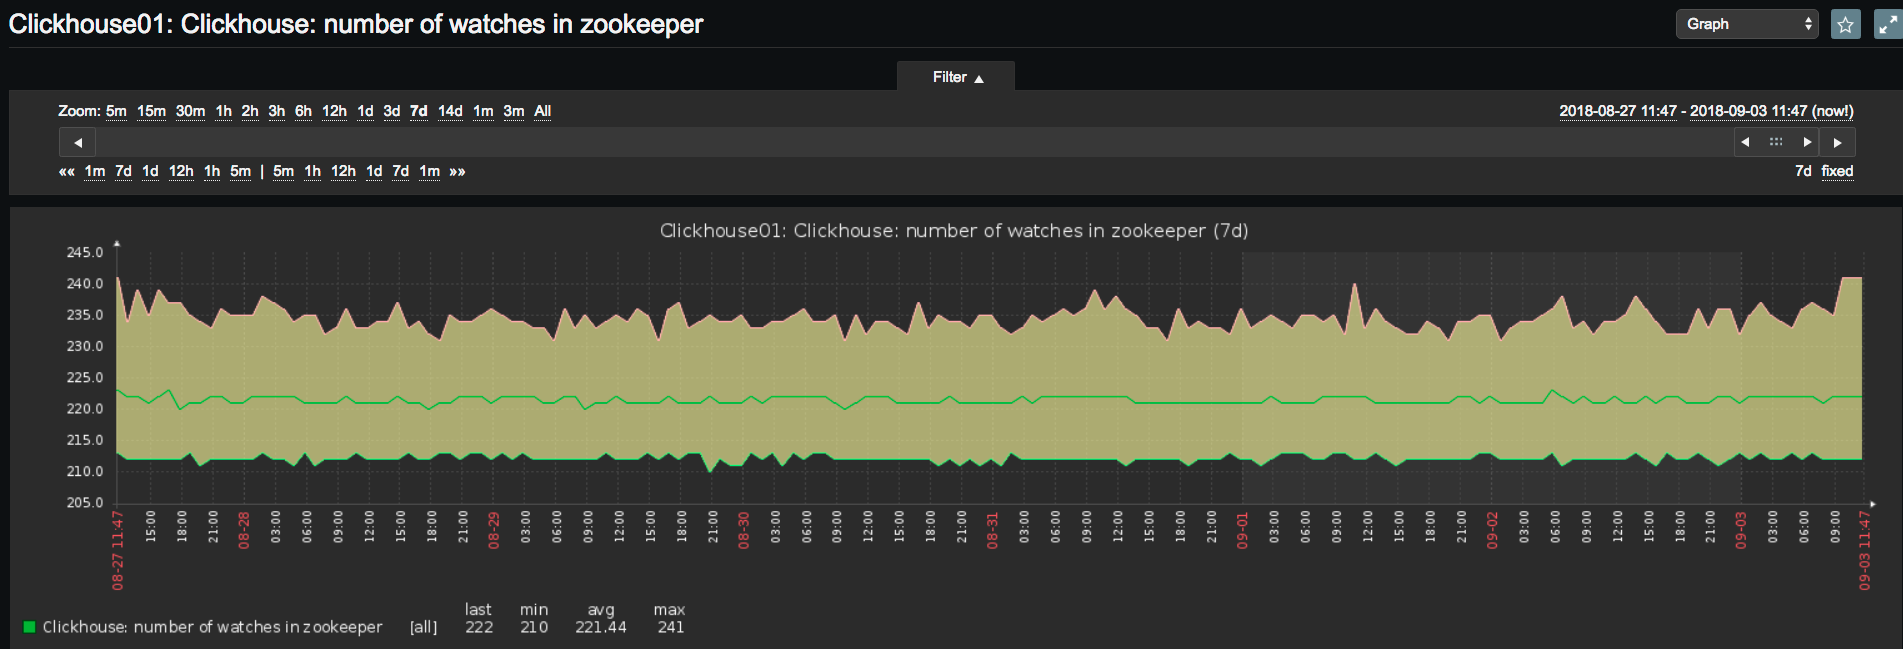 Clickhouse01: Clickhouse: number of watches in zookeeper
Graph
Filter ▲
Zoom: 5m 15m 30m 1h 2h 3h 6h 12h 1d 3d 7d 14d 1m 3m All
2018-08-27 11:47 - 2018-09-03 11:47 (now!)
«« 1m 7d 1d 12h 1h 5m | 5m 1h 12h 1d 7d 1m »»
7d fixed
Clickhouse01: Clickhouse: number of watches in zookeeper (7d)
245.0
240.0
235.0
230.0
225.0
220.0
215.0
210.0
205.0
08-27 11:47 15:00 18:00 21:00 08-28 03:00 06:00 09:00 12:00 15:00 18:00 21:00 08-29 03:00 06:00 09:00 12:00 15:00 18:00 21:00 08-30 03:00 06:00 09:00 12:00 15:00 18:00 21:00 08-31 03:00 06:00 09:00 12:00 15:00 18:00 21:00 09-01 03:00 06:00 09:00 12:00 15:00 18:00 21:00 09-02 03:00 06:00 09:00 12:00 15:00 18:00 21:00 09-03 03:00 06:00 09:00 09-03 11:47
last min avg max
Clickhouse: number of watches in zookeeper [all] 222 210 221.44 241